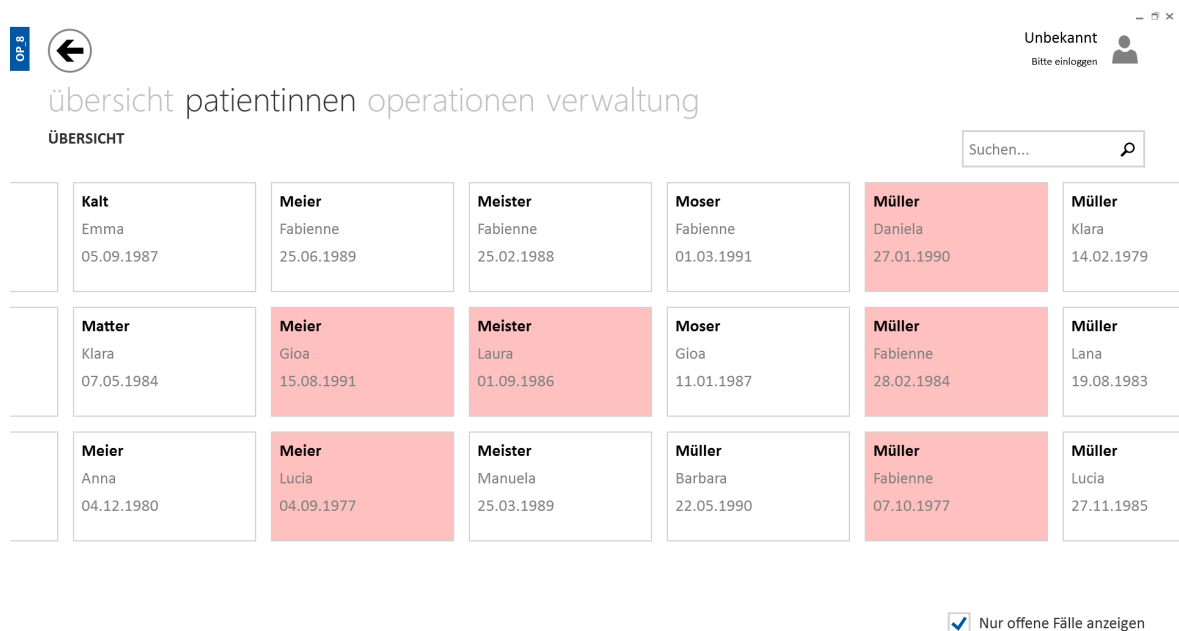 OP_8
Unbekannt
Bitte einloggen
übersicht patientinnen operationen verwaltung
ÜBERSICHT
Suchen...
Kalt
Emma
05.09.1987
Meier
Fabienne
25.06.1989
Meister
Fabienne
25.02.1988
Moser
Fabienne
01.03.1991
Müller
Daniela
27.01.1990
Müller
Klara
14.02.1979
Matter
Klara
07.05.1984
Meier
Gioa
15.08.1991
Meister
Laura
01.09.1986
Moser
Gioa
11.01.1987
Müller
Fabienne
28.02.1984
Müller
Lana
19.08.1983
Meier
Anna
04.12.1980
Meier
Lucia
04.09.1977
Meister
Manuela
25.03.1989
Müller
Barbara
22.05.1990
Müller
Fabienne
07.10.1977
Müller
Lucia
27.11.1985
Nur offene Fälle anzeigen